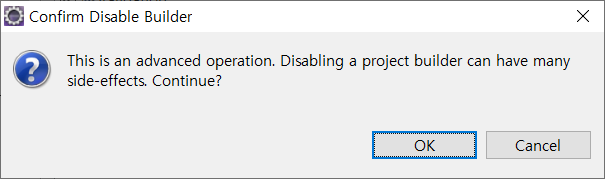 Confirm Disable Builder
This is an advanced operation. Disabling a project builder can have many
side-effects. Continue?
OK
Cancel